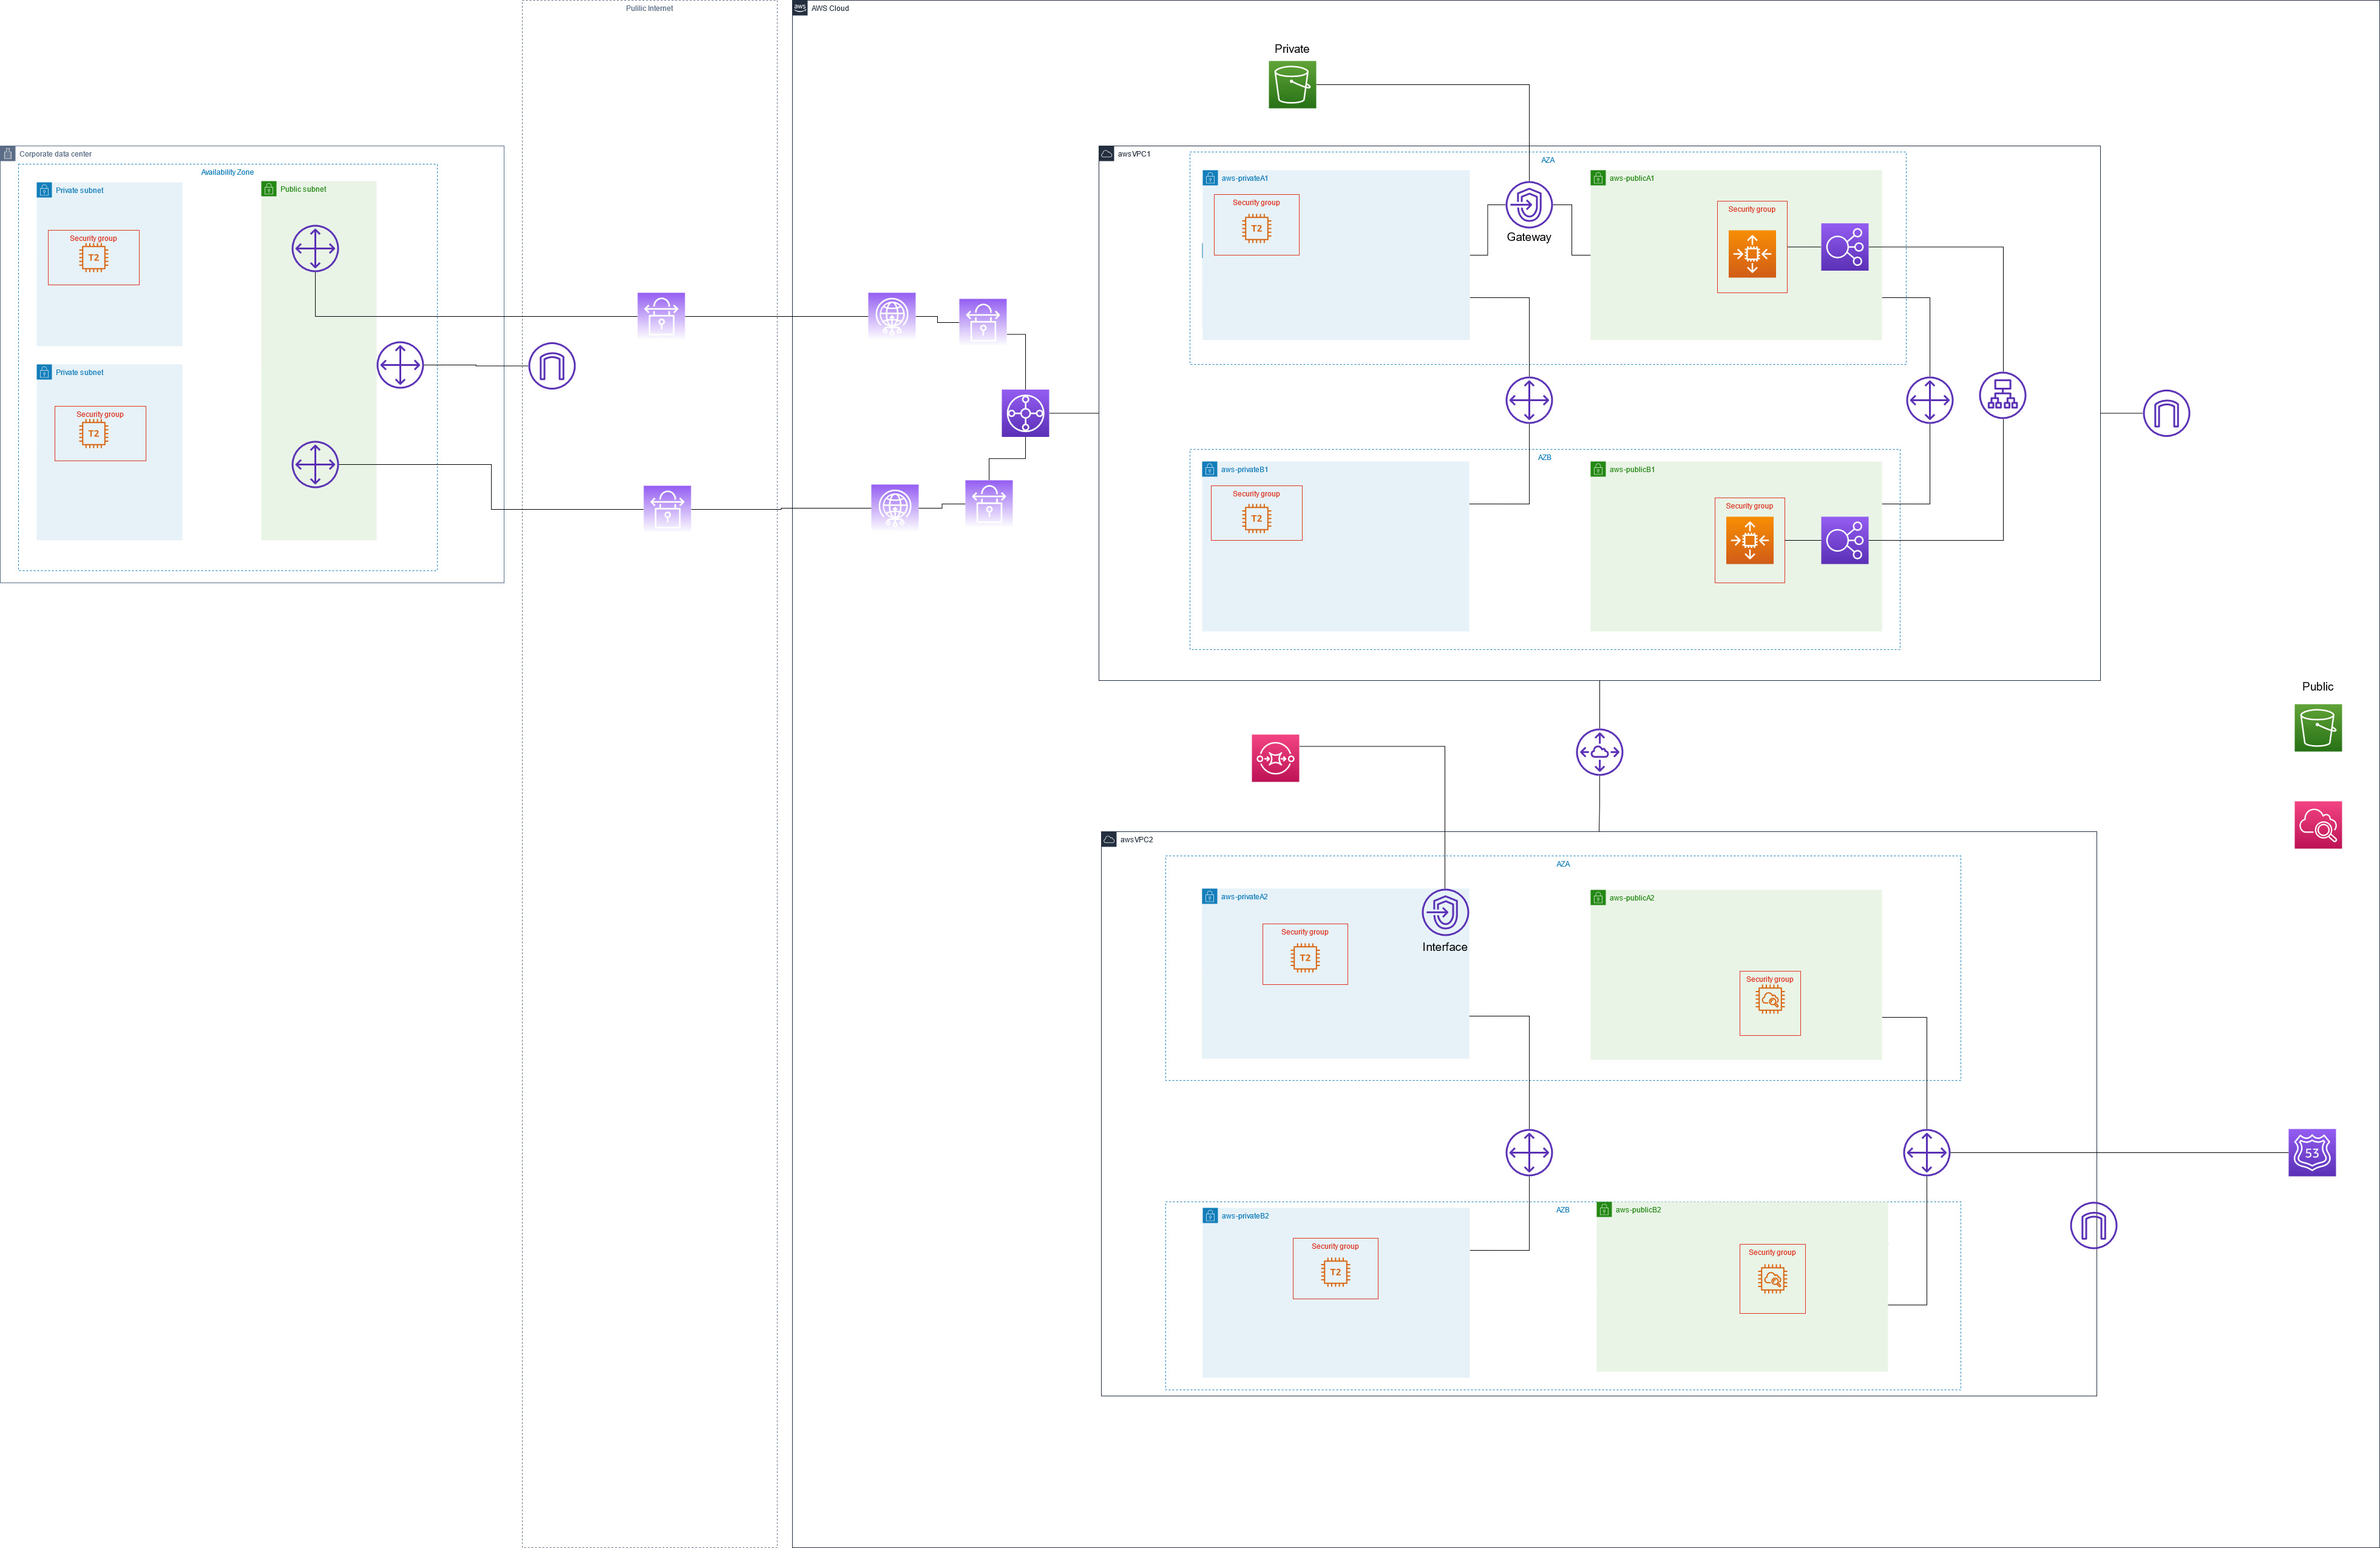 Pulilic Internet
aws
AWS Cloud
Private
Corporate data center
Availability Zone
Private subnet
Security group
T2
Public subnet
Private subnet
Security group
T2
awsVPC1
AZA
aws-privateA1
Security group
T2
Gateway
aws-publicA1
Security group
AZB
aws-privateB1
Security group
T2
aws-publicB1
Security group
Public
awsVPC2
AZA
aws-privateA2
Security group
T2
Interface
aws-publicA2
Security group
53
AZB
aws-privateB2
Security group
T2
aws-publicB2
Security group